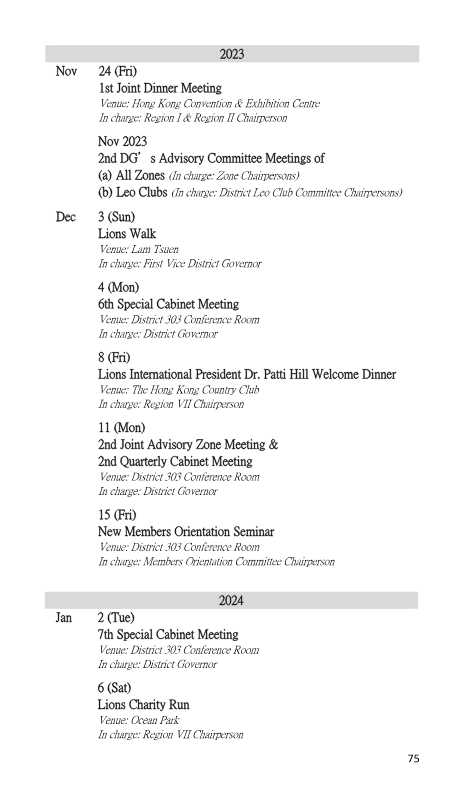 2023
Nov 24 (Fri)
1st Joint Dinner Meeting
Venue: Hong Kong Convention & Exhibition Centre
In charge: Region I & Region II Chairperson
Nov 2023
2nd DG’s Advisory Committee Meetings of
(a) All Zones (In charge: Zone Chairpersons)
(b) Leo Clubs (In charge: District Leo Club Committee Chairpersons)
Dec 3 (Sun)
Lions Walk
Venue: Lam Tsuen
In charge: First Vice District Governor
4 (Mon)
6th Special Cabinet Meeting
Venue: District 303 Conference Room
In charge: District Governor
8 (Fri)
Lions International President Dr. Patti Hill Welcome Dinner
Venue: The Hong Kong Country Club
In charge: Region VII Chairperson
11 (Mon)
2nd Joint Advisory Zone Meeting &
2nd Quarterly Cabinet Meeting
Venue: District 303 Conference Room
In charge: District Governor
15 (Fri)
New Members Orientation Seminar
Venue: District 303 Conference Room
In charge: Members Orientation Committee Chairperson
2024
Jan 2 (Tue)
7th Special Cabinet Meeting
Venue: District 303 Conference Room
In charge: District Governor
6 (Sat)
Lions Charity Run
Venue: Ocean Park
In charge: Region VII Chairperson
75